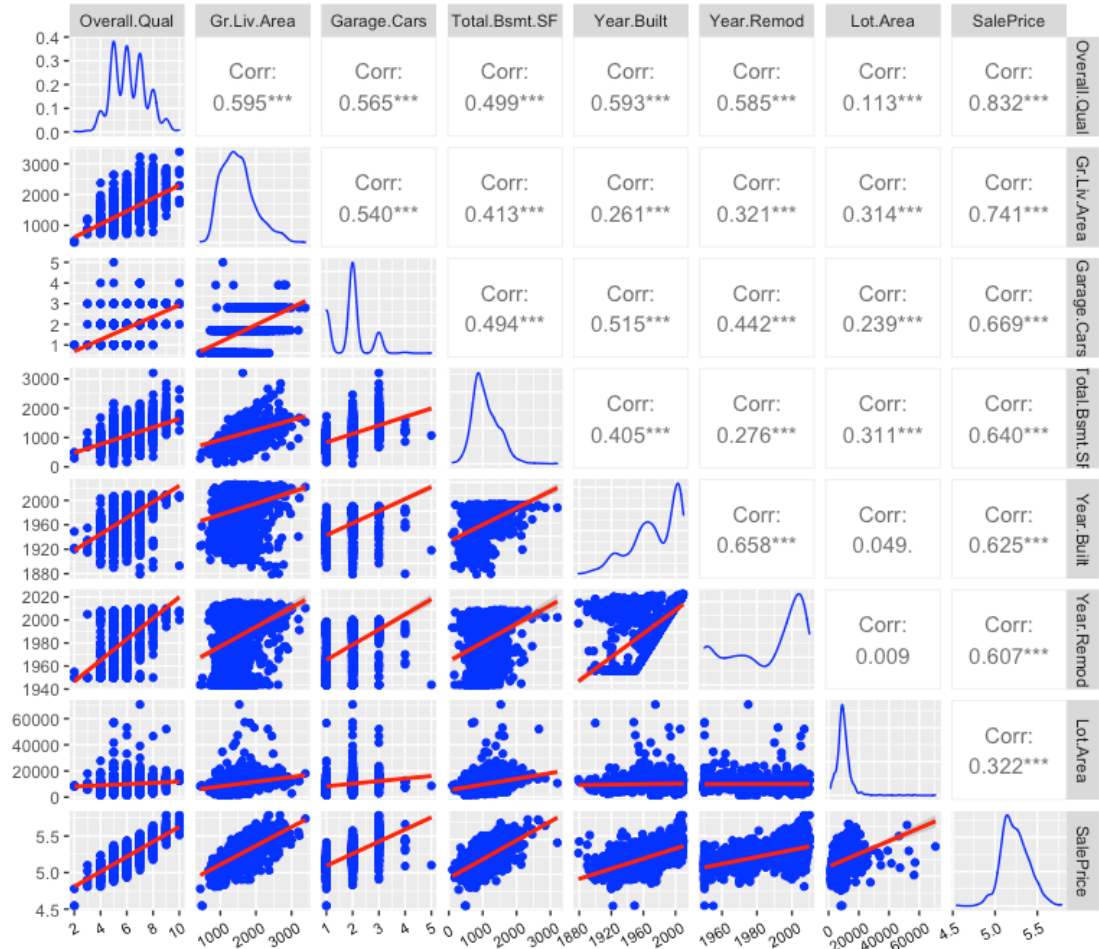 Overall.Qual Gr.Liv.Area Garage.Cars Total.Bsmt.SF Year.Built Year.Remod Lot.Area SalePrice
0.4
0.3
0.2
0.1
0.0
Corr: Corr: Corr: Corr: Corr: Corr: Corr:
0.595*** 0.565*** 0.499*** 0.593*** 0.585*** 0.113*** 0.832***
Overall.Qual
3000
2000
1000
Corr: Corr: Corr: Corr: Corr: Corr:
0.540*** 0.413*** 0.261*** 0.321*** 0.314*** 0.741***
Gr.Liv.Area
5
4
3
2
1
Corr: Corr: Corr: Corr: Corr:
0.494*** 0.515*** 0.442*** 0.239*** 0.669***
Garage.Cars
3000
2000
1000
0
Corr: Corr: Corr: Corr:
0.405*** 0.276*** 0.311*** 0.640***
Total.Bsmt.SF
2000
1960
1920
1880
Corr: Corr: Corr:
0.658*** 0.049. 0.625***
Year.Built
2020
2000
1980
1960
1940
Corr: Corr:
0.009 0.607***
Year.Remod
60000
40000
20000
0
Corr:
0.322***
Lot.Area
5.5
5.0
4.5
SalePrice
2 4 6 8 10 1000 2000 3000 1 2 3 4 5 0 1000 2000 3000 1880 1920 1960 2000 1960 1980 2000 0 20000 40000 60000 4.5 5.0 5.5